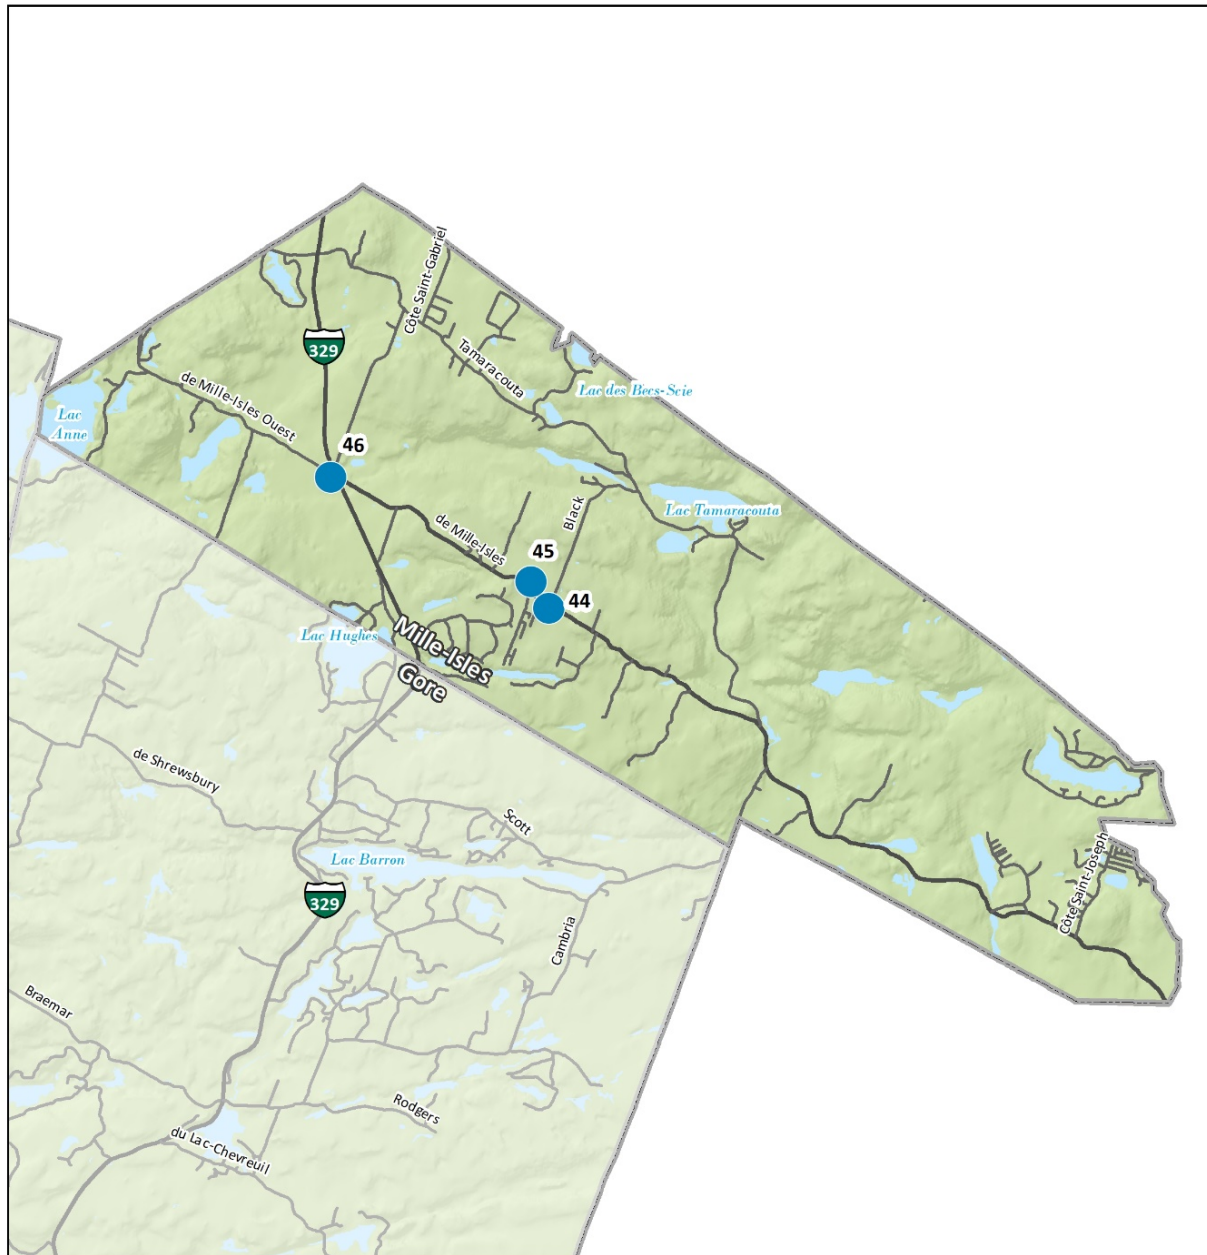 Côte Saint-Gabriel
329
Tamaracouta
de Mille-Isles Ouest
Lac des Becs-Scie
Lac
Anne
46
Lac Tamaracouta
Black
de Mille-Isles
45
44
Lac Hughes
Mille-Isles
Gore
de Shrewsbury
Scott
Lac Barron
329
Côte Saint-Joseph
Cambria
Braemar
Rodgers
du Lac-Chevreuil